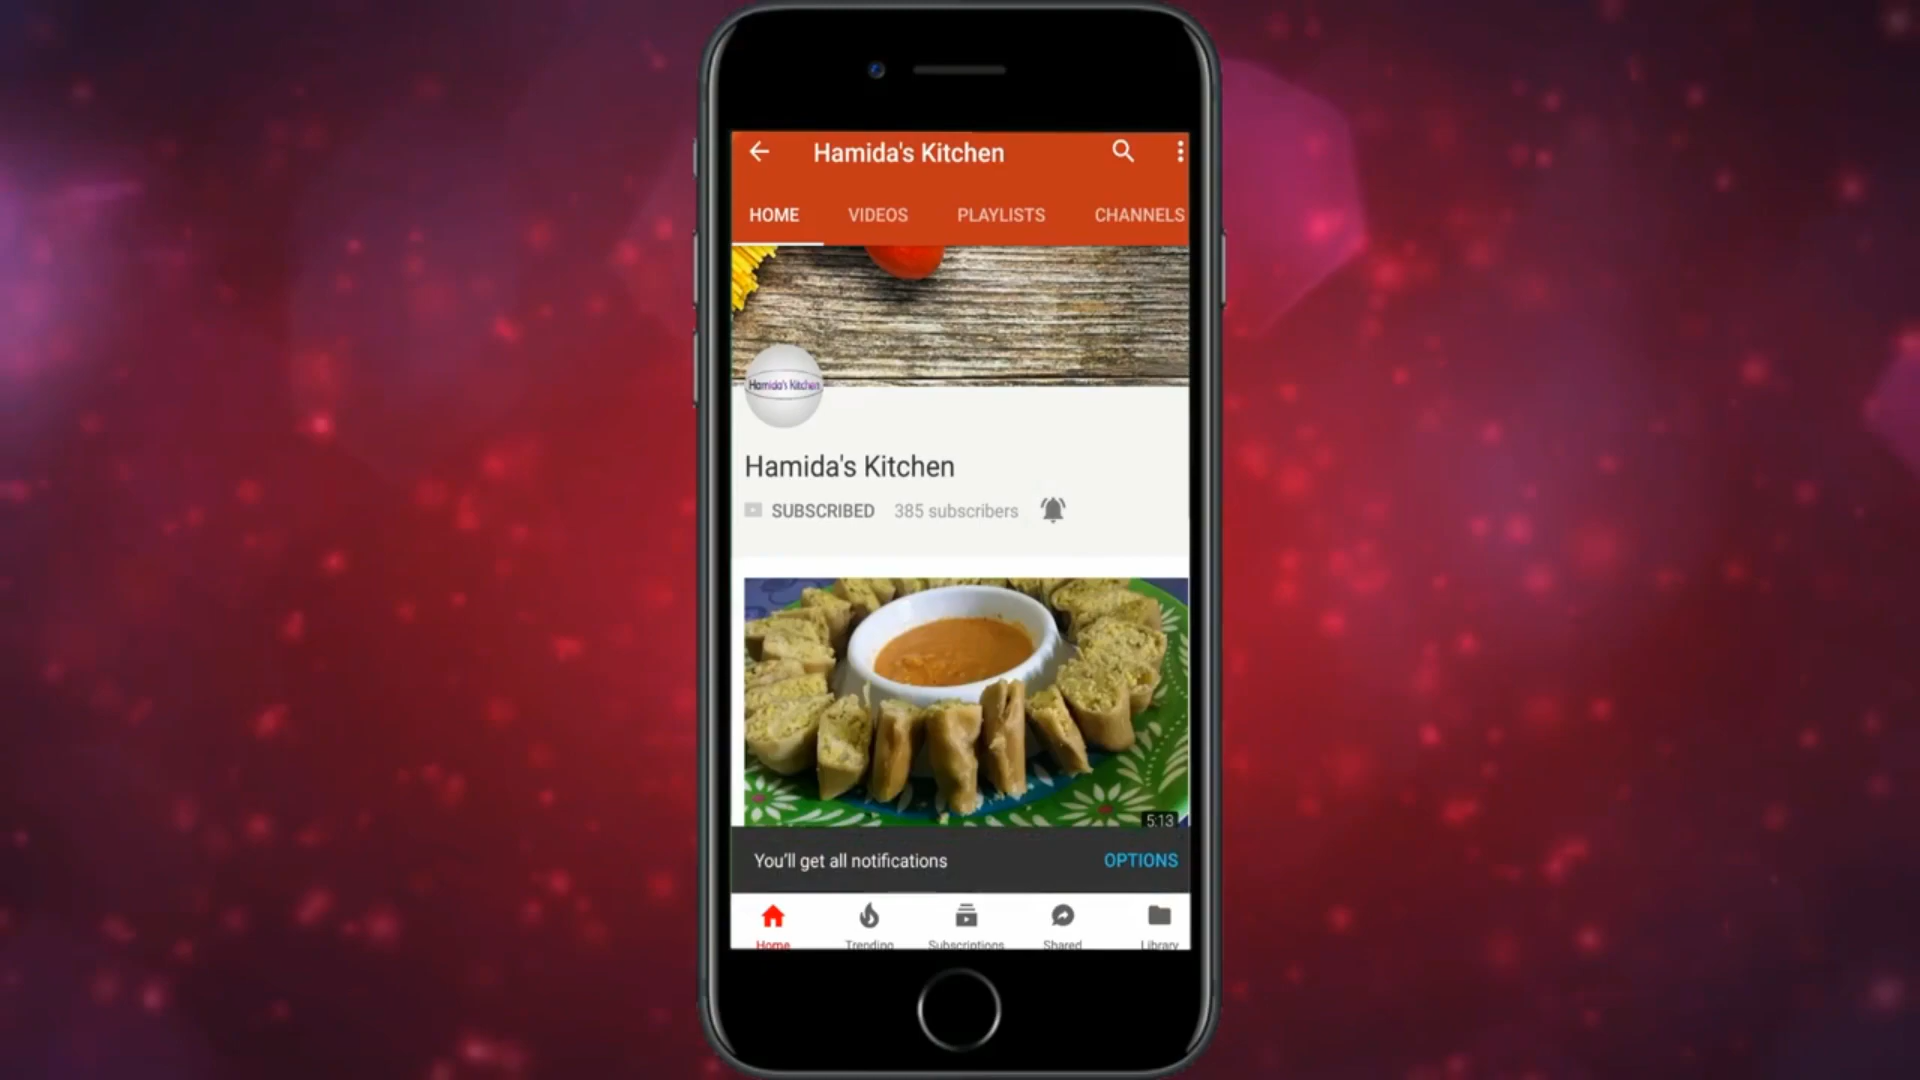 Hamida's Kitchen
HOME VIDEOS PLAYLISTS CHANNELS
Hamida's Kitchen
Hamida's Kitchen
SUBSCRIBED 385 subscribers
5:13
You'll get all notifications OPTIONS
Home Trending Subscriptions Shared Library